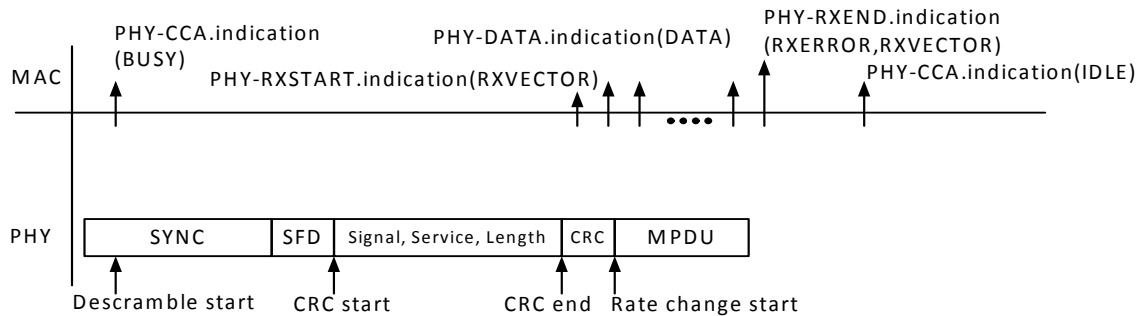 PHY-CCA.indication
(BUSY)
PHY-DATA.indication(DATA)
PHY-RXEND.indication
(RXERROR,RXVECTOR)
MAC
PHY-RXSTART.indication(RXVECTOR)
PHY-CCA.indication(IDLE)
PHY
SYNC
SFD
Signal, Service, Length
CRC
MPDU
Descramble start
CRC start
CRC end
Rate change start